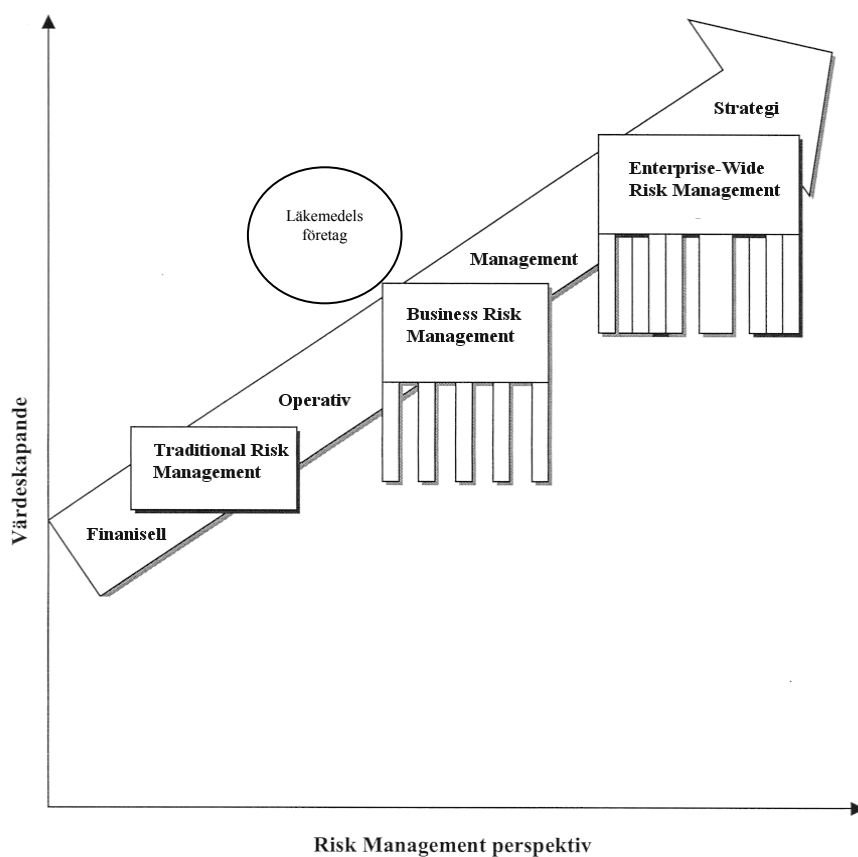 Strategi
Enterprise-Wide
Risk Management
Läkemedels
företag
Management
Business Risk
Management
Operativ
Traditional Risk
Management
Finanisell
Värdeskapande
Risk Management perspektiv